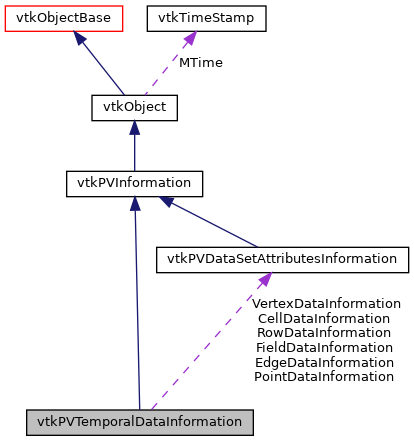 vtkObjectBase
vtkTimeStamp
MTime
vtkObject
vtkPVInformation
vtkPVDataSetAttributesInformation
VertexDataInformation
CellDataInformation
RowDataInformation
FieldDataInformation
EdgeDataInformation
PointDataInformation
vtkPVTemporalDataInformation